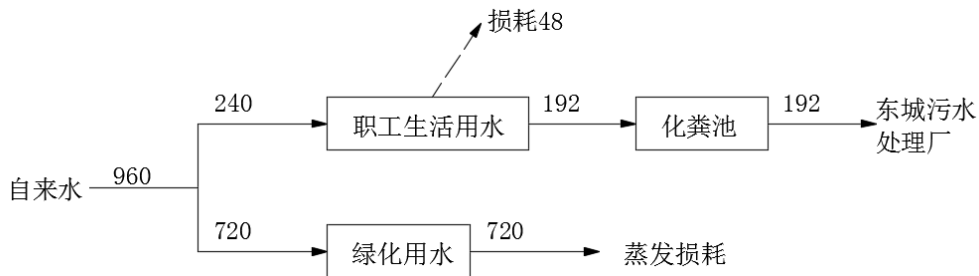 损耗48
240
职工生活用水
192
化粪池
192
东城污水
处理厂
自来水
960
720
绿化用水
720
蒸发损耗